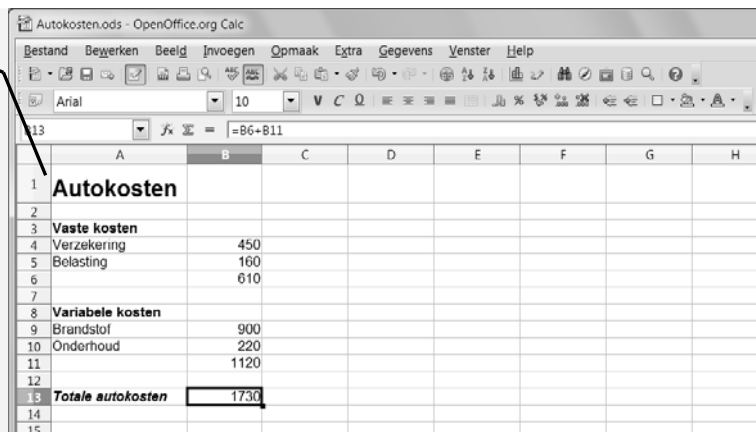 Autokosten.ods - OpenOffice.org Calc
Bestand Bewerken Beeld Invoegen Opmaak Extra Gegevens Venster Help
Arial 10
B13 =B6+B11
A B C D E F G H
1 Autokosten
2
3 Vaste kosten
4 Verzekering 450
5 Belasting 160
6 610
7
8 Variabele kosten
9 Brandstof 900
10 Onderhoud 220
11 1120
12
13 Totale autokosten 1730
14
15